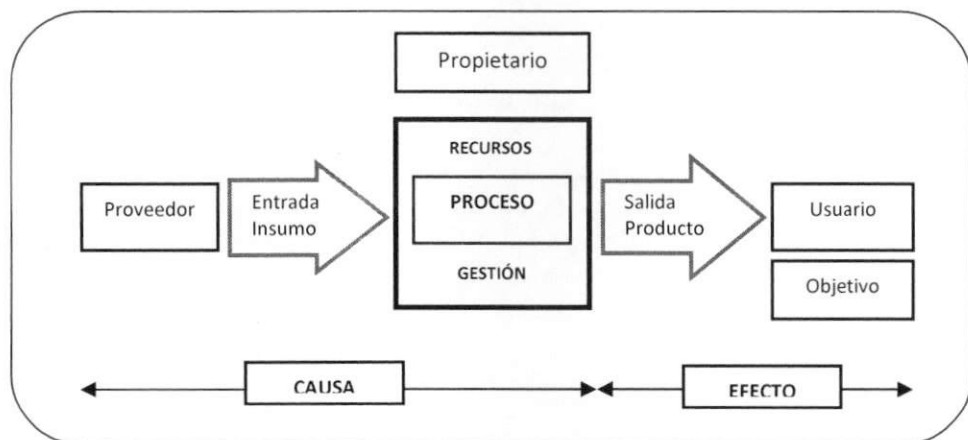 Propietario
RECURSOS
Proveedor
Entrada
Insumo
PROCESO
Salida
Producto
Usuario
GESTIÓN
Objetivo
CAUSA
EFECTO